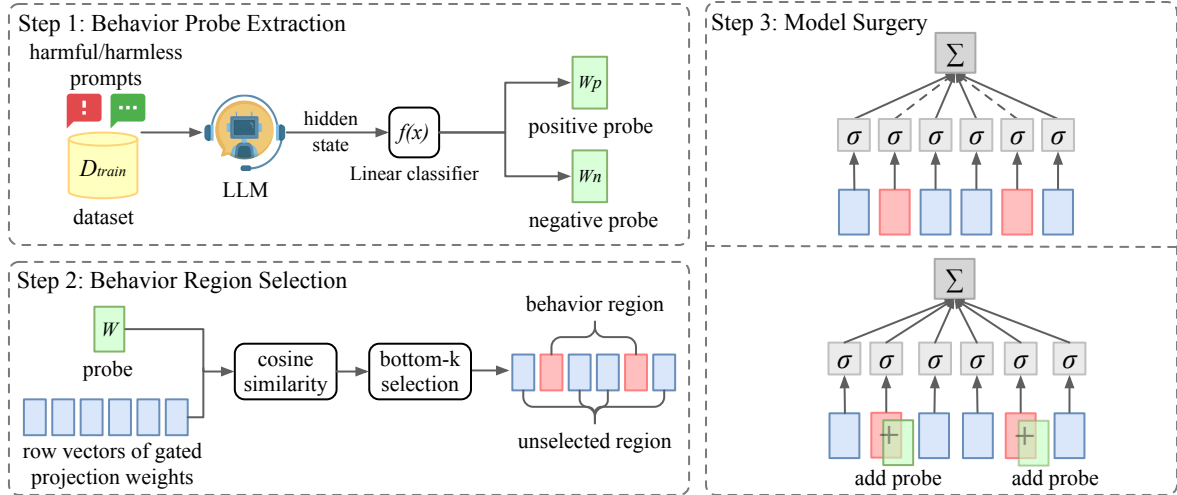 Step 1: Behavior Probe Extraction
harmful/harmless
prompts
!
Dtrain
dataset
LLM
hidden
state
f(x)
Linear classifier
Wp
positive probe
Wn
negative probe
Step 2: Behavior Region Selection
W
probe
row vectors of gated
projection weights
cosine
similarity
bottom-k
selection
behavior region
unselected region
Step 3: Model Surgery
Σ
σ σ σ σ σ σ
Σ
σ σ σ σ σ σ
+ +
add probe add probe